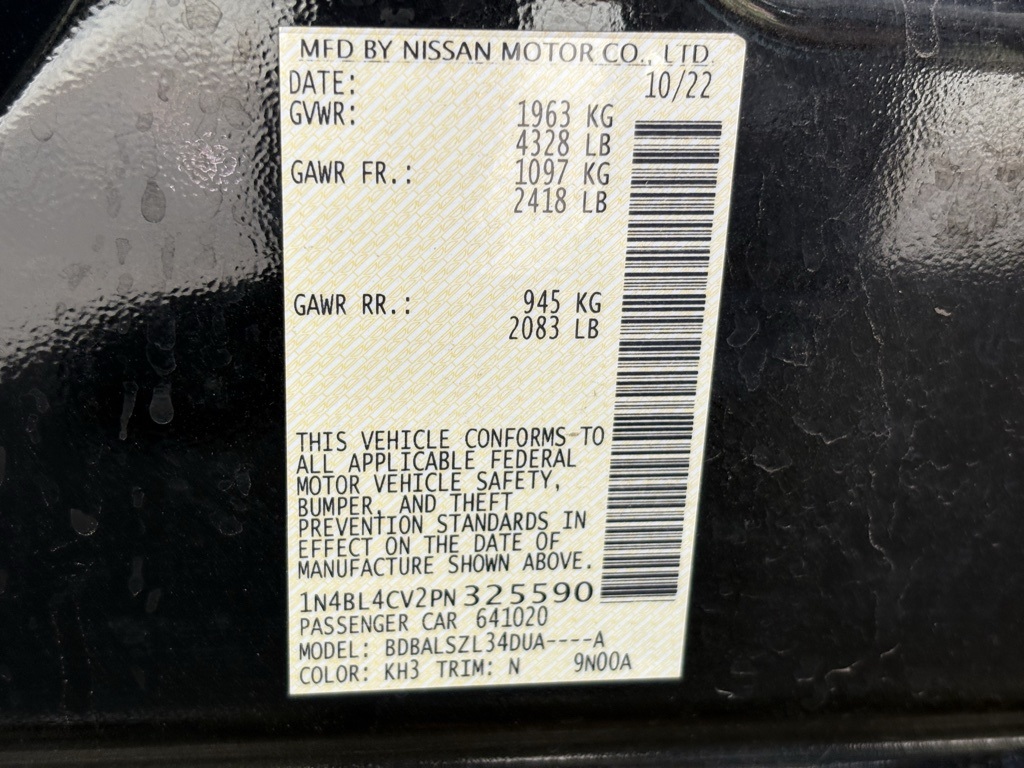 MFD BY NISSAN MOTOR CO., LTD.
DATE: 10/22
GVWR: 1963 KG
4328 LB
GAWR FR.: 1097 KG
2418 LB
GAWR RR.: 945 KG
2083 LB
THIS VEHICLE CONFORMS TO
ALL APPLICABLE FEDERAL
MOTOR VEHICLE SAFETY,
BUMPER, AND THEFT
PREVENTION STANDARDS IN
EFFECT ON THE DATE OF
MANUFACTURE SHOWN ABOVE.
1N4BL4CV2PN325590
PASSENGER CAR 641020
MODEL: BDBALSZL34DUA----A
COLOR: KH3 TRIM: N 9N00A